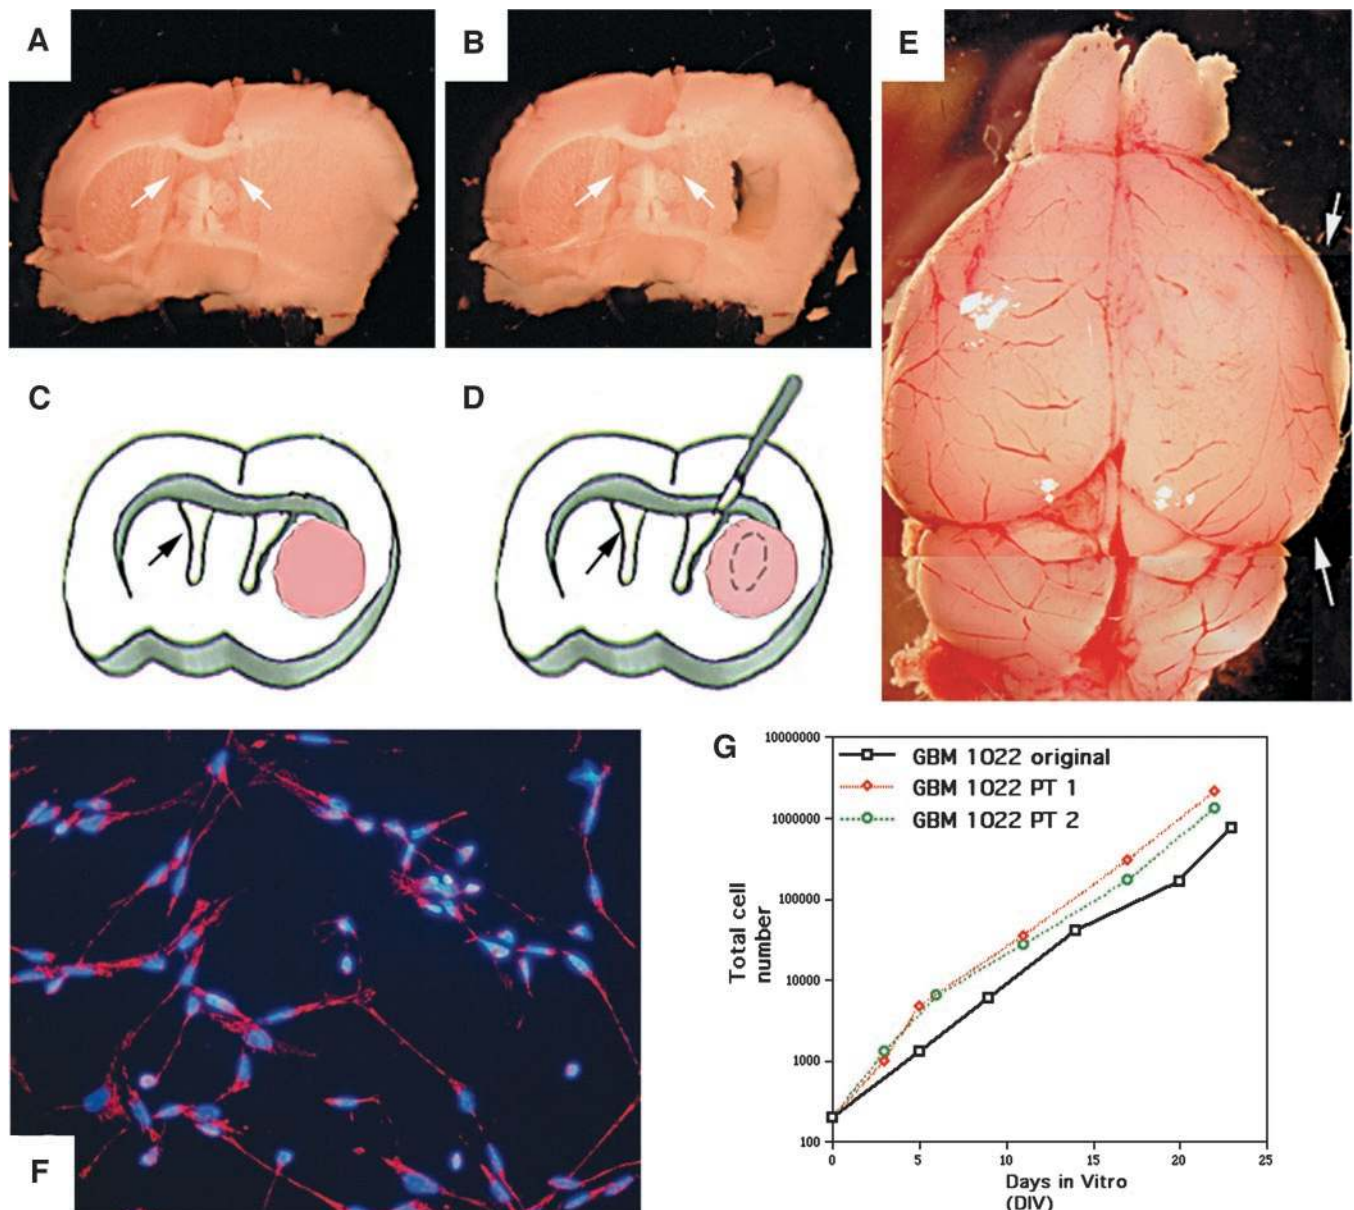 A
B
E
C
D
F
G
GBM 1022 original
GBM 1022 PT 1
GBM 1022 PT 2
10000000
1000000
100000
10000
1000
100
Total cell
number
0
5
10
15
20
25
Days in Vitro
(DIV)